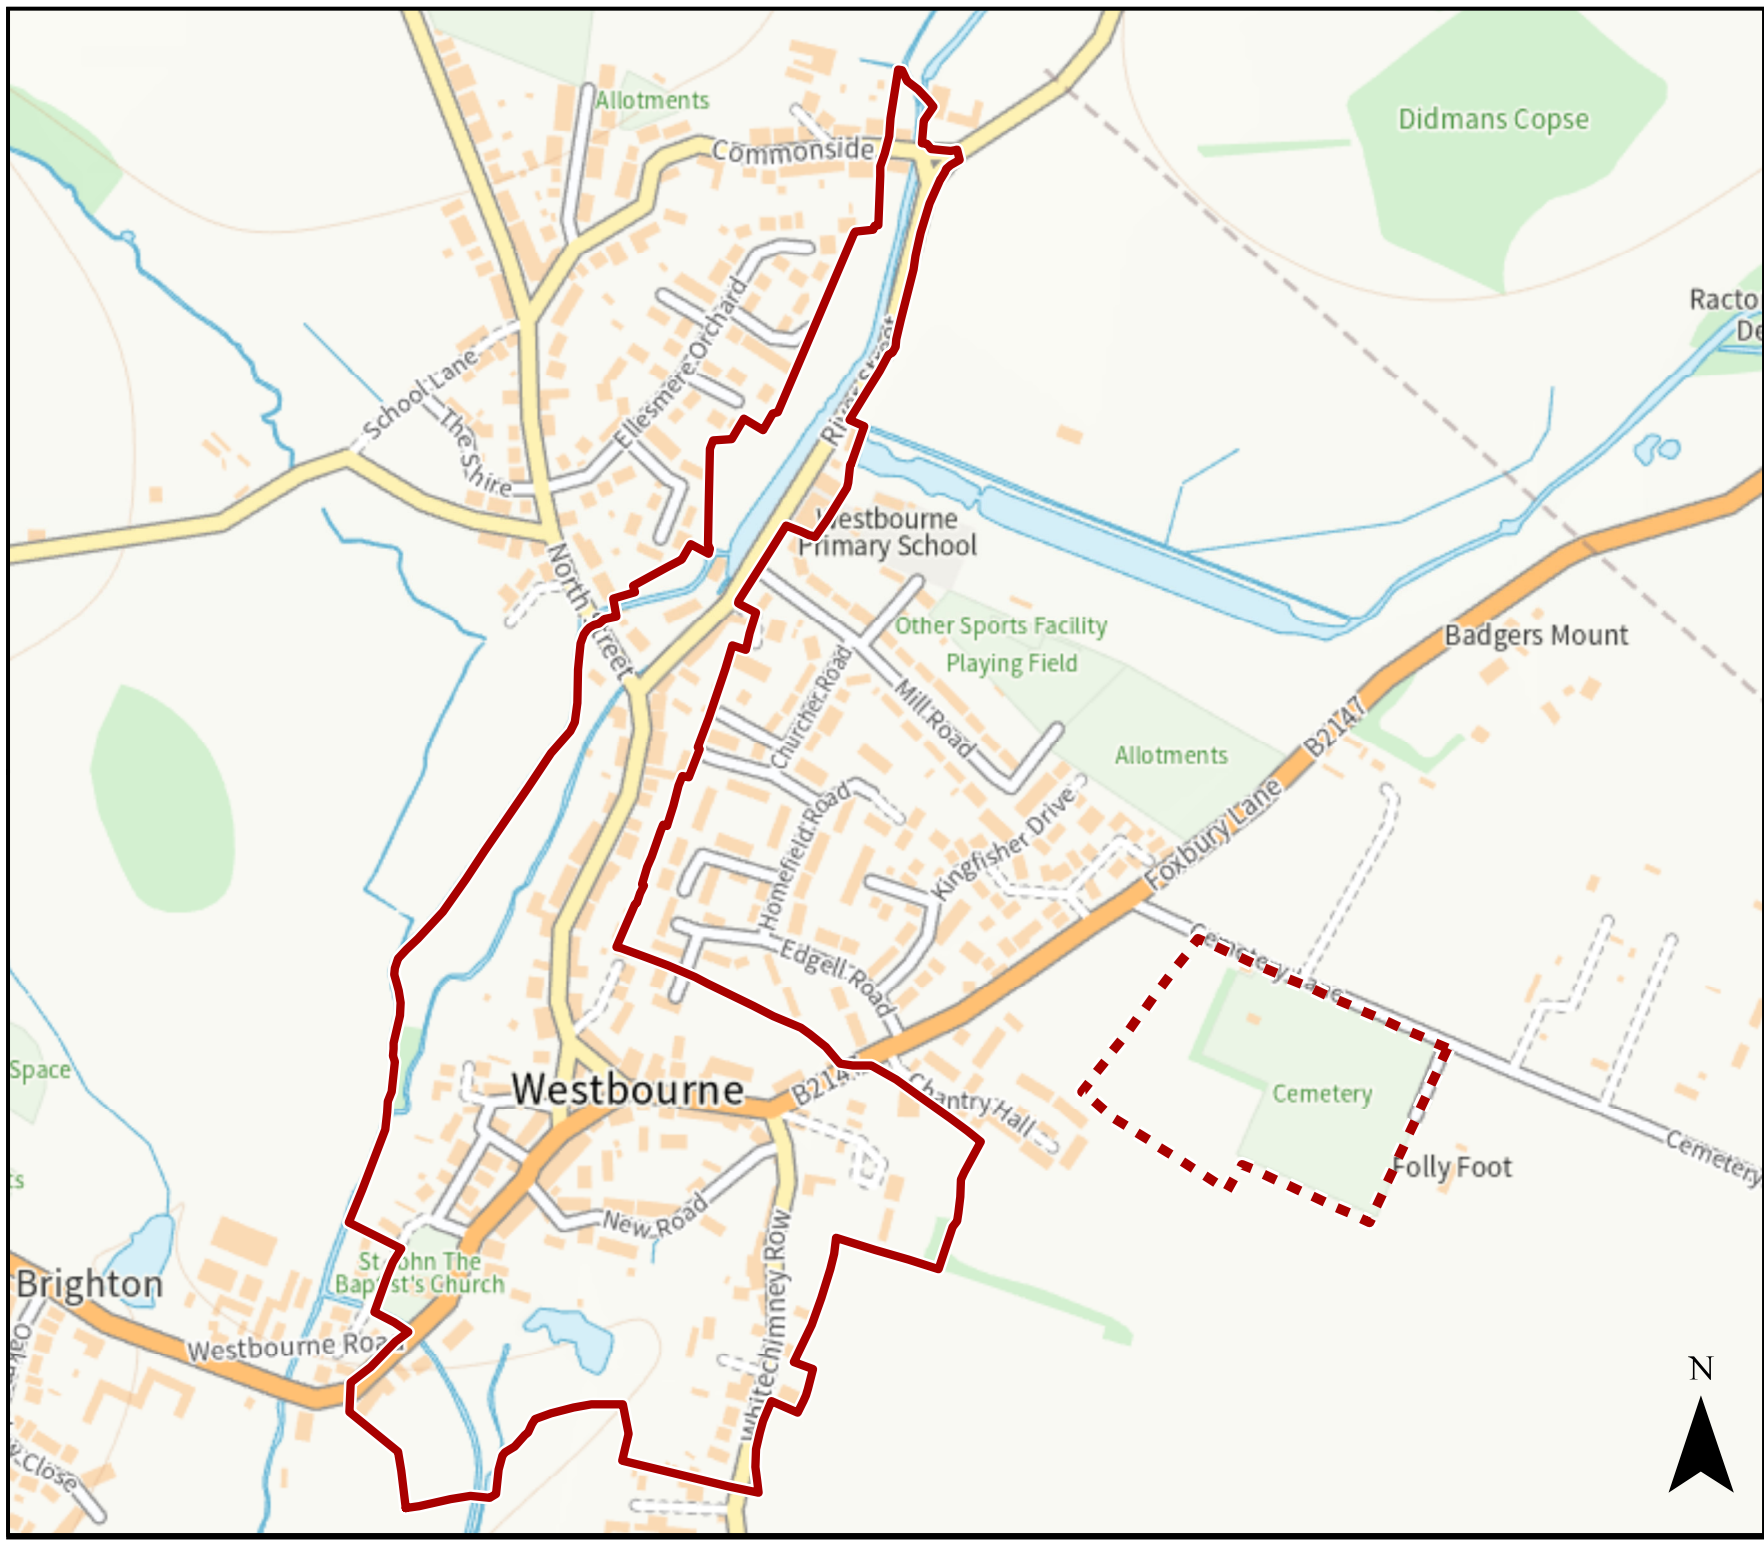 Allotments
Didmans Copse
Commonside
Racto
De
Ellesmere Orchard
School Lane
The Shire
River Street
Westbourne
Primary School
North Street
Other Sports Facility
Playing Field
Badgers Mount
Churcher Road
Mill Road
B2147
Allotments
Homefield Road
Kingfisher Drive
Foxbury Lane
Cemetery Lane
Edgell Road
Space
Westbourne
B214
Chantry Hall
Cemetery
Folly Foot
Cemetery
ts
New Road
Whitechimney Row
St John The
Baptist's Church
Brighton
Westbourne Road
Close
N